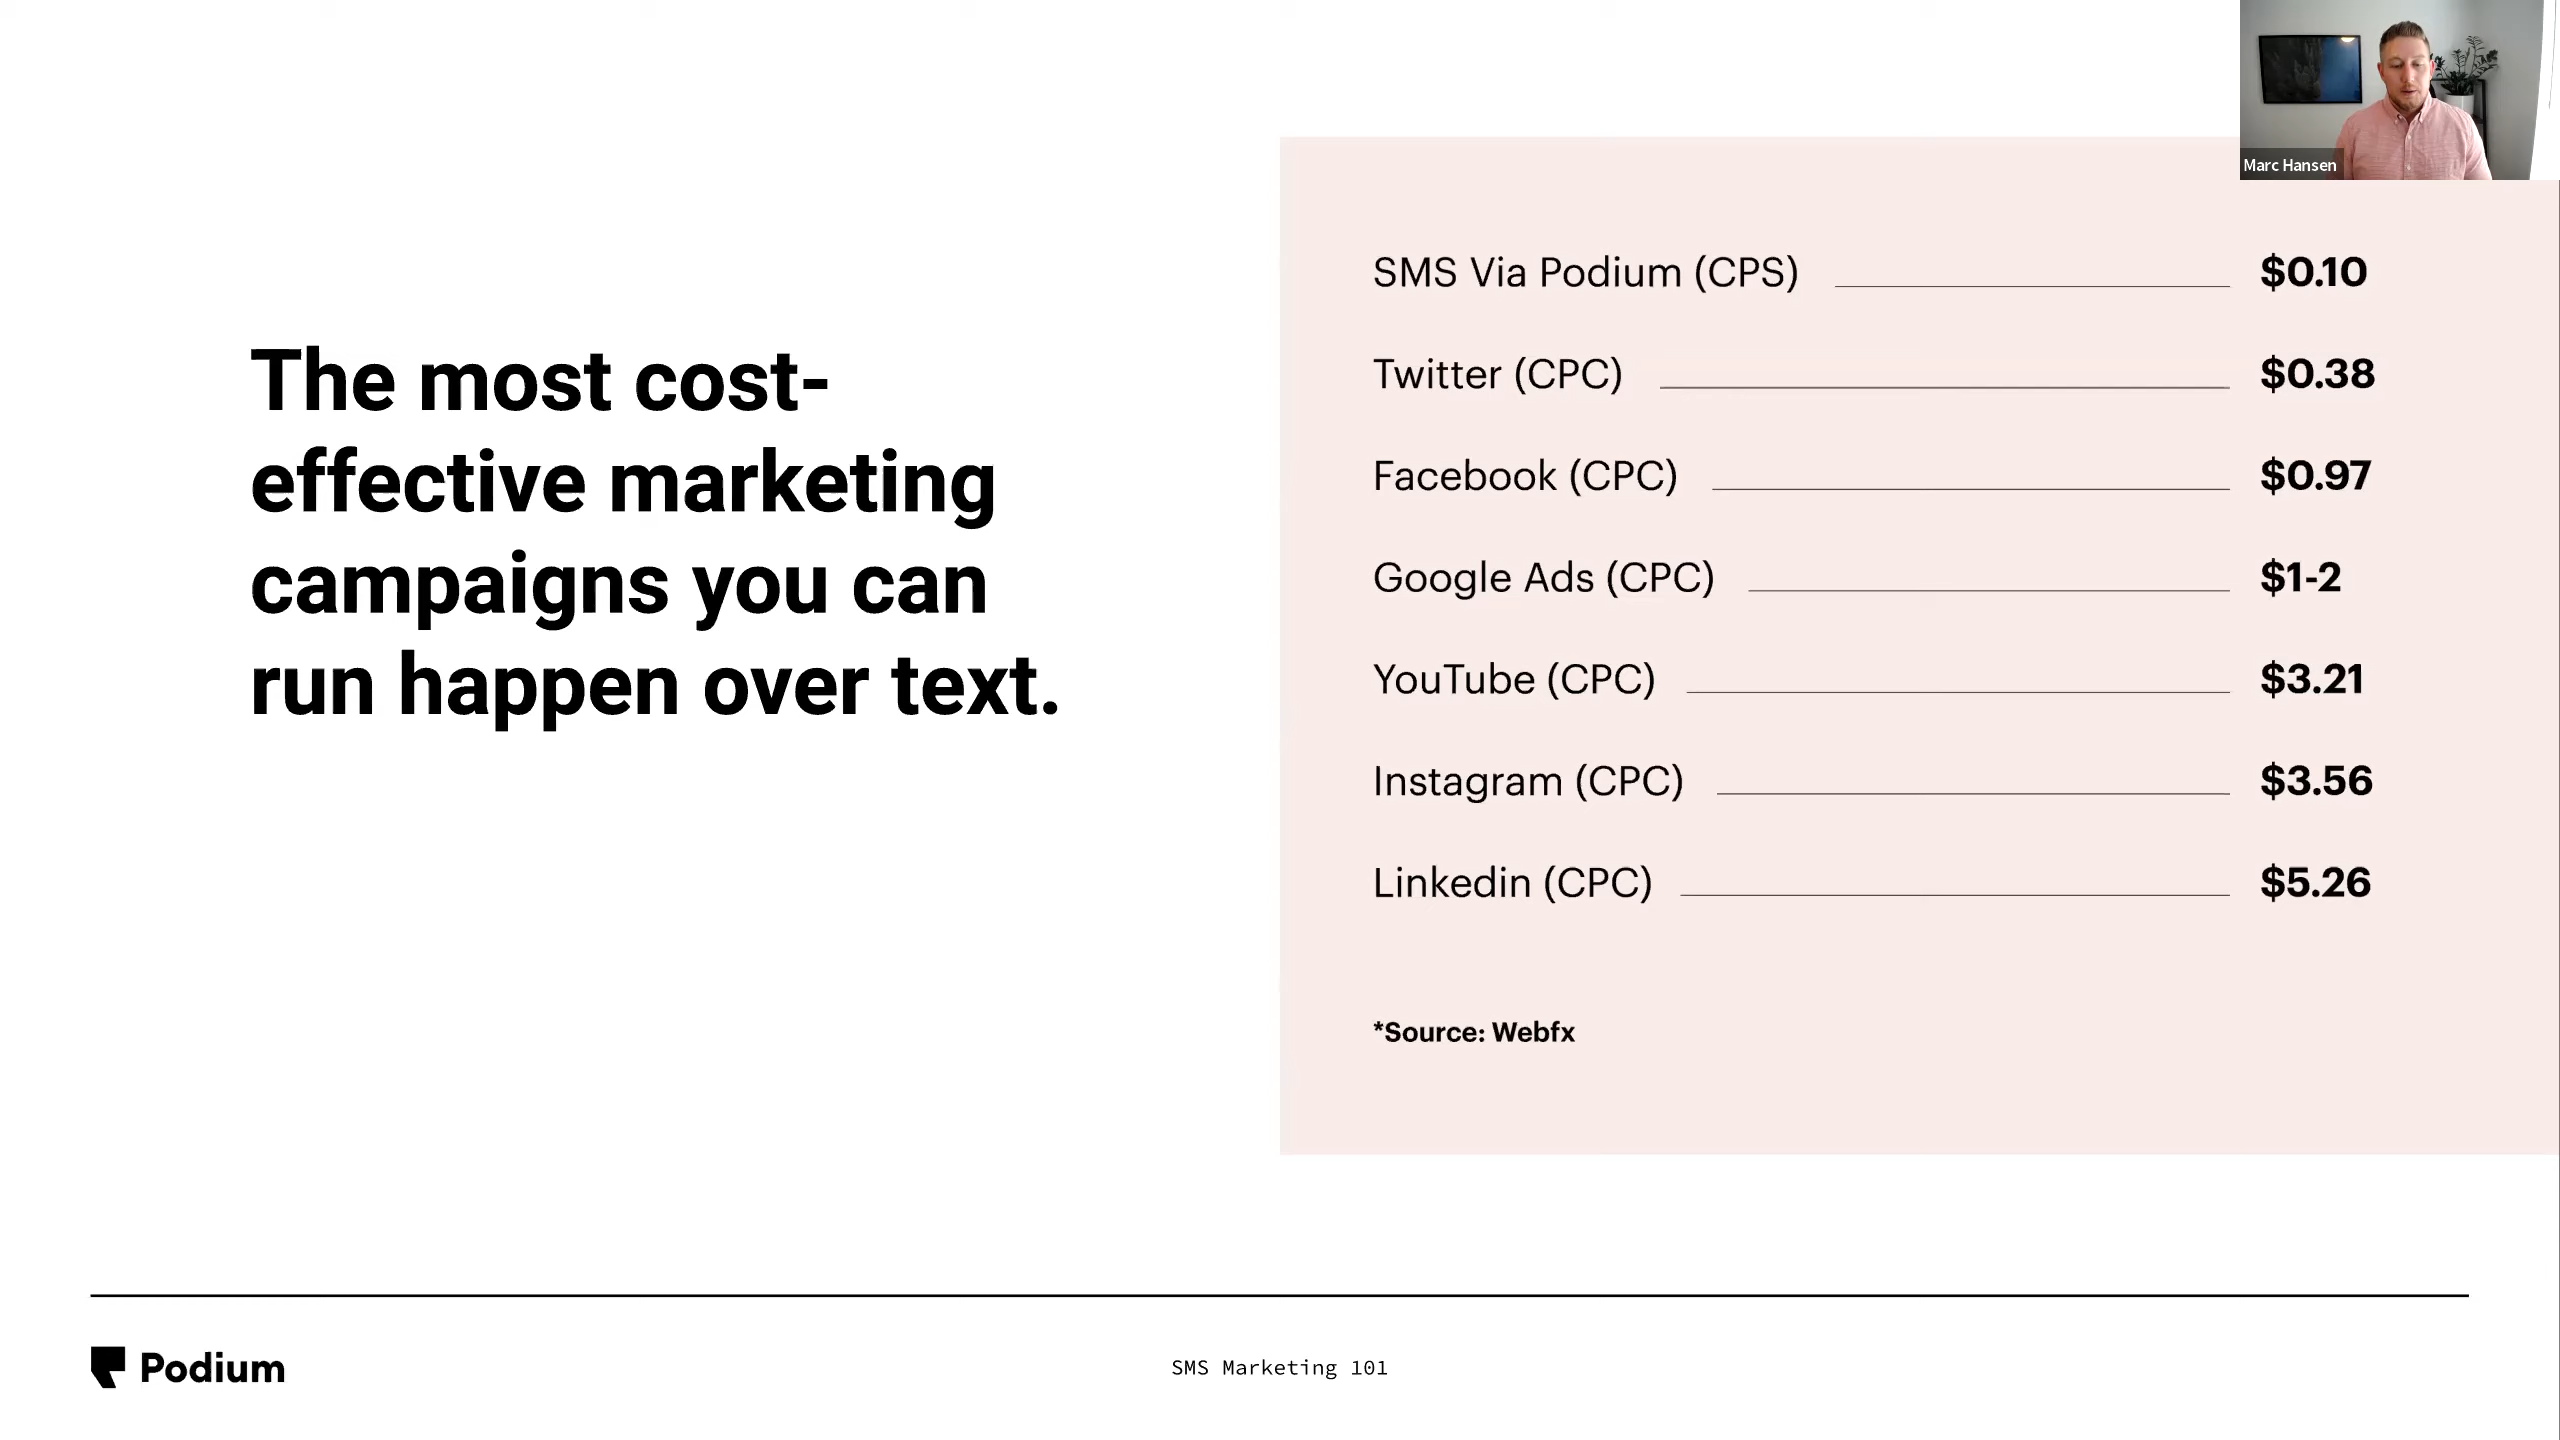 Marc Hansen
The most cost-
effective marketing
campaigns you can
run happen over text.
SMS Via Podium (CPS) $0.10
Twitter (CPC) $0.38
Facebook (CPC) $0.97
Google Ads (CPC) $1-2
YouTube (CPC) $3.21
Instagram (CPC) $3.56
Linkedin (CPC) $5.26
*Source: Webfx
Podium
SMS Marketing 101